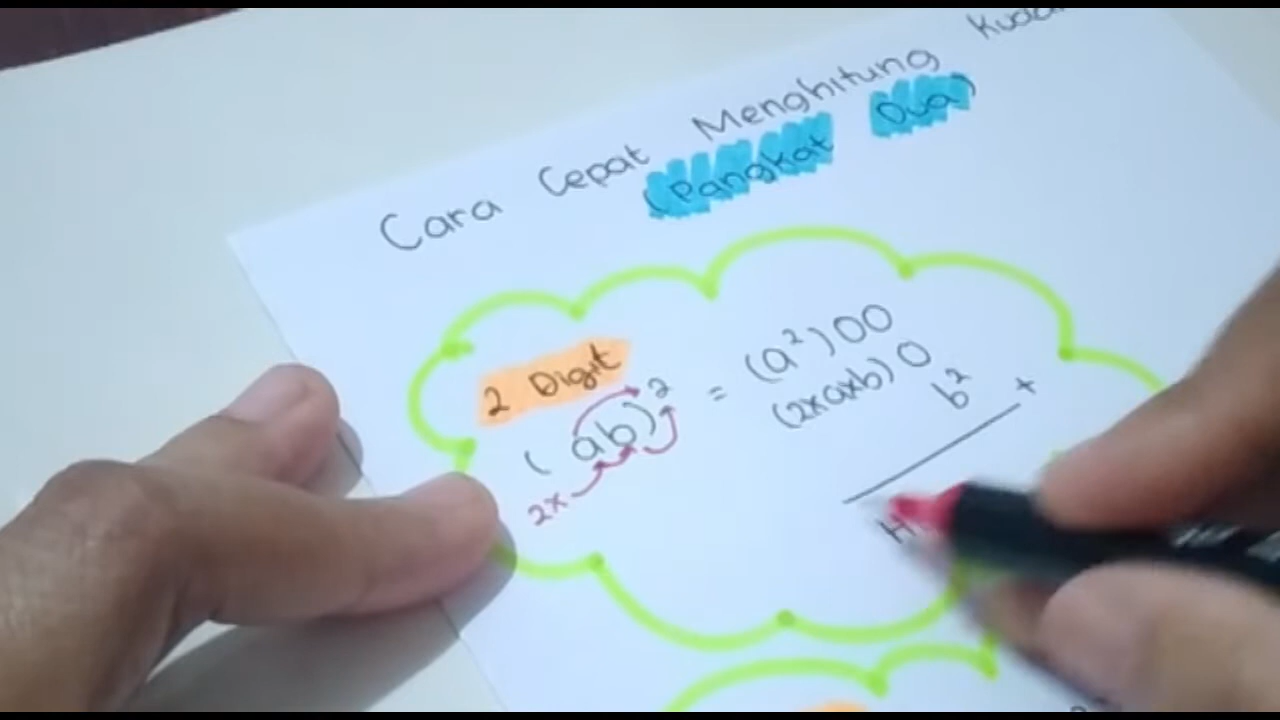 Cara Cepat Menghitung
(Pangkat Dua)
2 Digit
(ab)² = (a²)00
(2xaxb)0
b²
+
2x